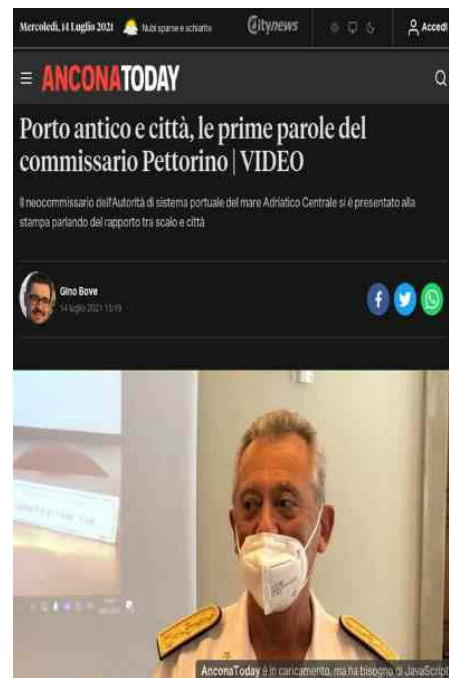 Mercoledì, 14 Luglio 2021 Nubi sparse e schiarite Citynews Accedi
ANCONATODAY
Porto antico e città, le prime parole del
commissario Pettorino | VIDEO
Il neocommissario dell'Autorità di sistema portuale del mare Adriatico Centrale si è presentato alla
stampa parlando del rapporto tra scalo e città
Gino Bove
14 luglio 2021 15:19
AnconaToday è in caricamento, ma ha bisogno di JavaScript